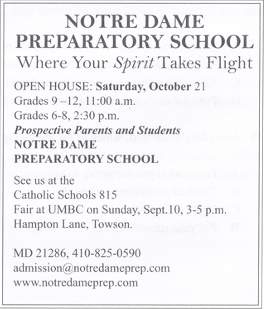 NOTRE DAME
PREPARATORY SCHOOL
Where Your Spirit Takes Flight
OPEN HOUSE: Saturday, October 21
Grades 9 –12, 11:00 a.m.
Grades 6-8, 2:30 p.m.
Prospective Parents and Students
NOTRE DAME
PREPARATORY SCHOOL
See us at the
Catholic Schools 815
Fair at UMBC on Sunday, Sept.10, 3-5 p.m.
Hampton Lane, Towson.
MD 21286, 410-825-0590
admission@notredameprep.com
www.notredameprep.com